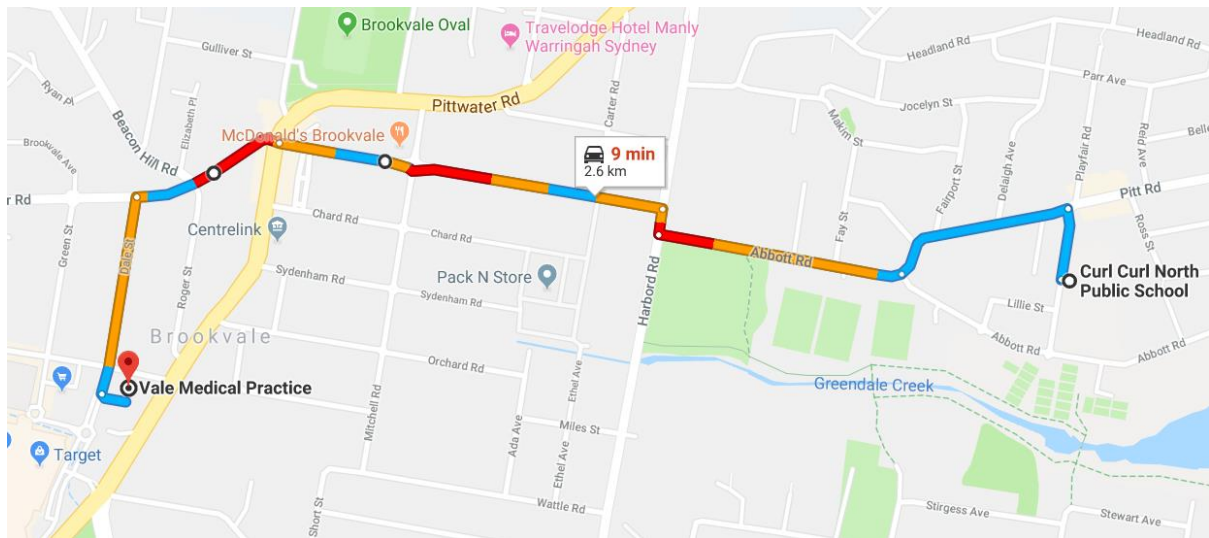 Brookvale Oval
Travelodge Hotel Manly
Warringah Sydney
Headland Rd
Headland Rd
Gulliver St
Carter Rd
Parr Ave
Ryan Pl
Elizabeth Pl
Pittwater Rd
Jocelyn St
Beacon Hill Rd
McDonald's Brookvale
Makim St
Playfair Rd
Reid Ave
Belle
Brookvale Ave
9 min
2.6 km
Delaigh Ave
Fairport St
Pitt Rd
r Rd
Green St
Dale St
Chard Rd
Centrelink
Chard Rd
Fay St
Ross St
Abbott Rd
Roger St
Sydenham Rd
Pack N Store
Harbord Rd
Curl Curl North
Public School
Sydenham Rd
Lillie St
Brookvale
Abbott Rd
Abbott Rd
Orchard Rd
Ethel Ave
Vale Medical Practice
Greendale Creek
Mitchell Rd
Miles St
Ada Ave
Ethel Ave
Target
Short St
Wattle Rd
Stirgess Ave
Stewart Ave